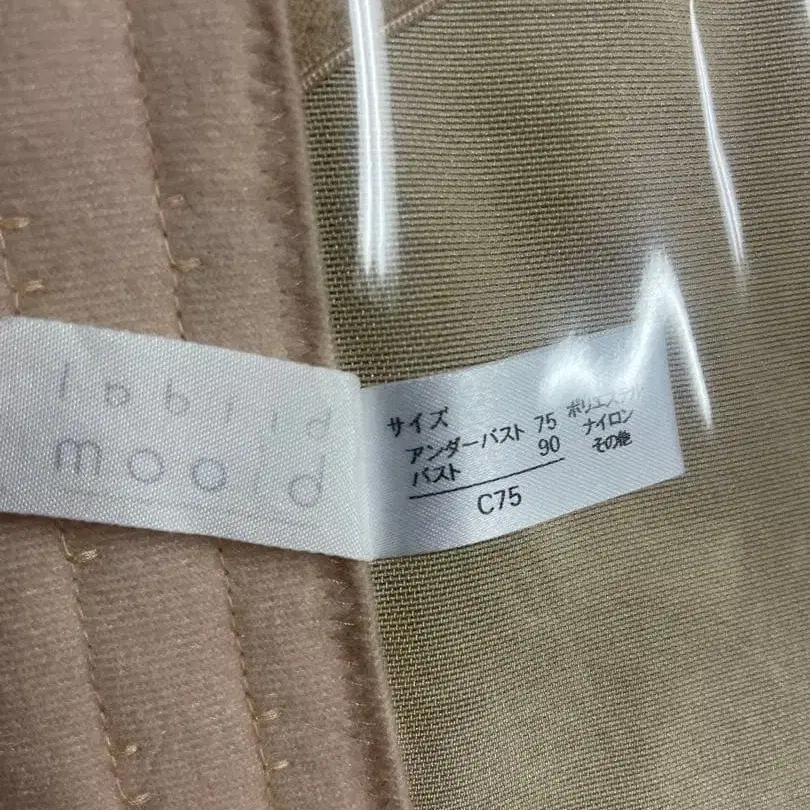 mood
サイズ
アンダーバスト 75
バスト 90
C75
ポリエステル
ナイロン
その他